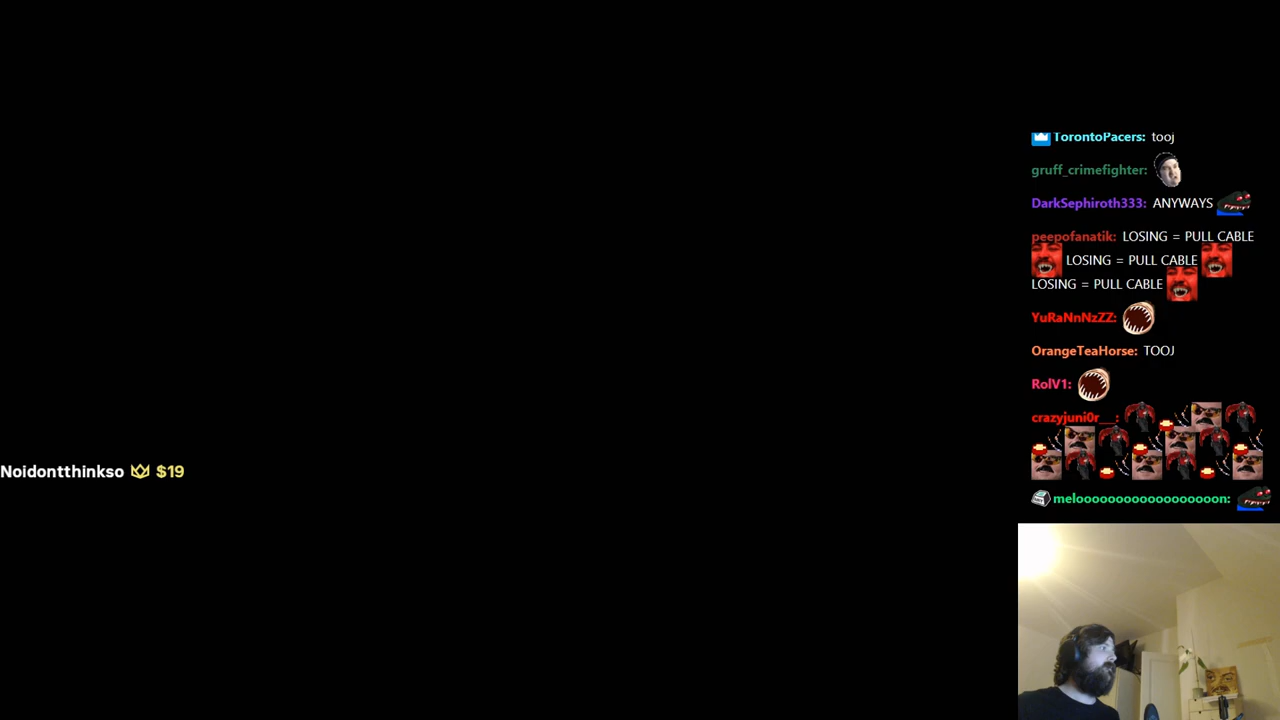 TorontoPacers: tooj
gruff_crimefighter:
DarkSephiroth333: ANYWAYS
peepofanatik: LOSING = PULL CABLE
LOSING = PULL CABLE
LOSING = PULL CABLE
YuRaNnNzZZ:
OrangeTeaHorse: TOOJ
RolV1:
crazyjuni0r__:
Noidontthinkso $19
melooooooooooooooooooon: